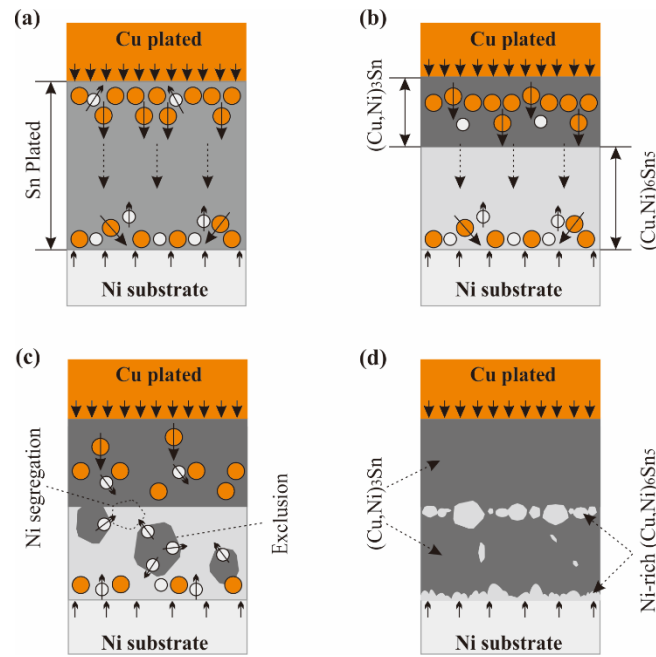 (a)
Cu plated
Sn Plated
Ni substrate
(b)
Cu plated
(Cu,Ni)₃Sn
(Cu,Ni)₆Sn₅
Ni substrate
(c)
Cu plated
Ni segregation
Exclusion
Ni substrate
(d)
Cu plated
(Cu,Ni)₃Sn
Ni-rich (Cu,Ni)₆Sn₅
Ni substrate